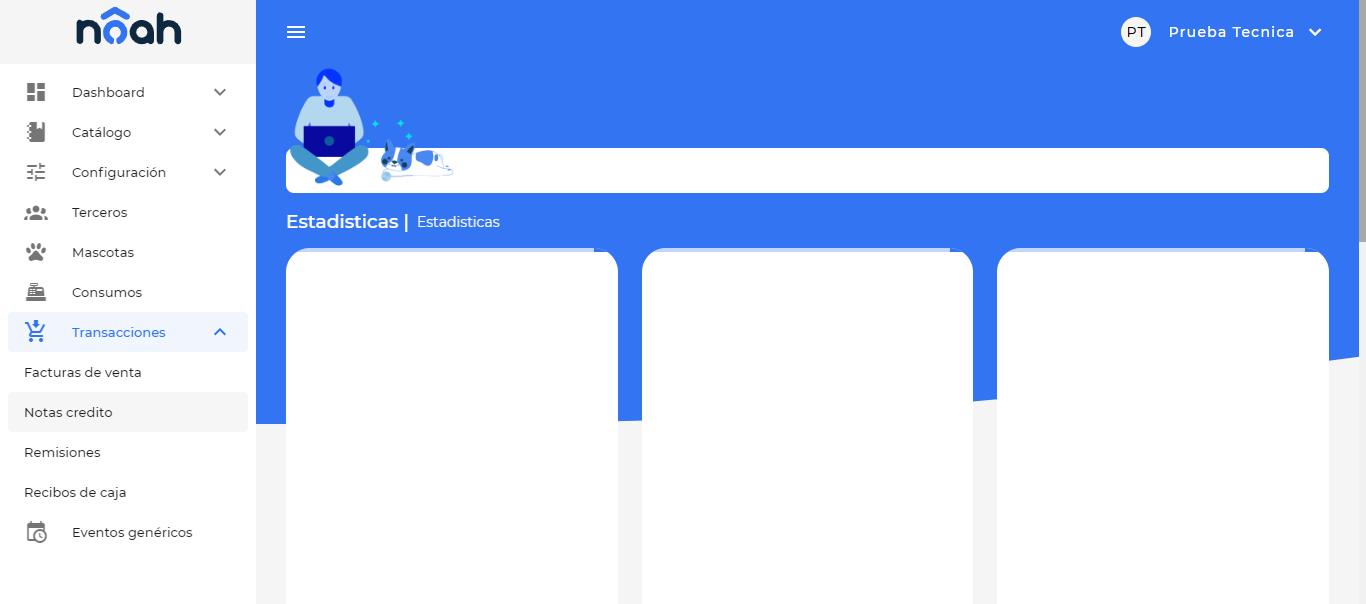 nôah
PT Prueba Tecnica
Dashboard
Catálogo
Configuración
Terceros
Mascotas
Consumos
Transacciones
Facturas de venta
Notas credito
Remisiones
Recibos de caja
Eventos genéricos
Estadisticas | Estadisticas